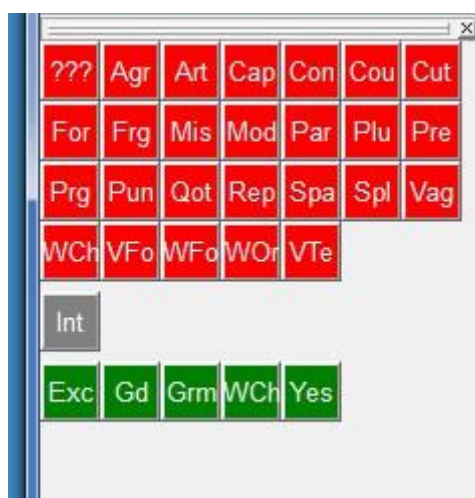 ??? Agr Art Cap Con Cou Cut
For Frg Mis Mod Par Plu Pre
Prg Pun Qot Rep Spa Spl Vag
WCh VFo WFo WOr VTe
Int
Exc Gd Grm WCh Yes